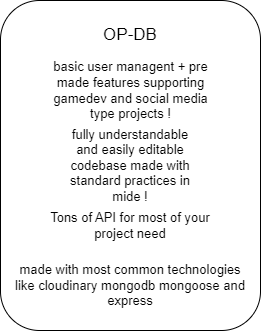 OP-DB
basic user managent + pre
made features supporting
gamedev and social media
type projects !
fully understandable
and easily editable
codebase made with
standard practices in
mide !
Tons of API for most of your
project need
made with most common technologies
like cloudinary mongodb mongoose and
express